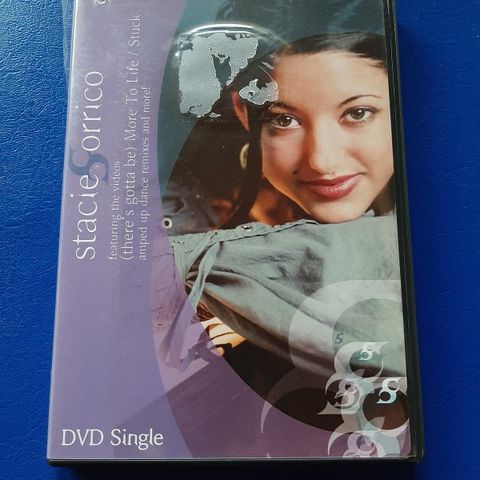 stacie orrico
featuring the videos
(there's gotta be) More To Life / Stuck
amped up dance remixes and more!
DVD Single